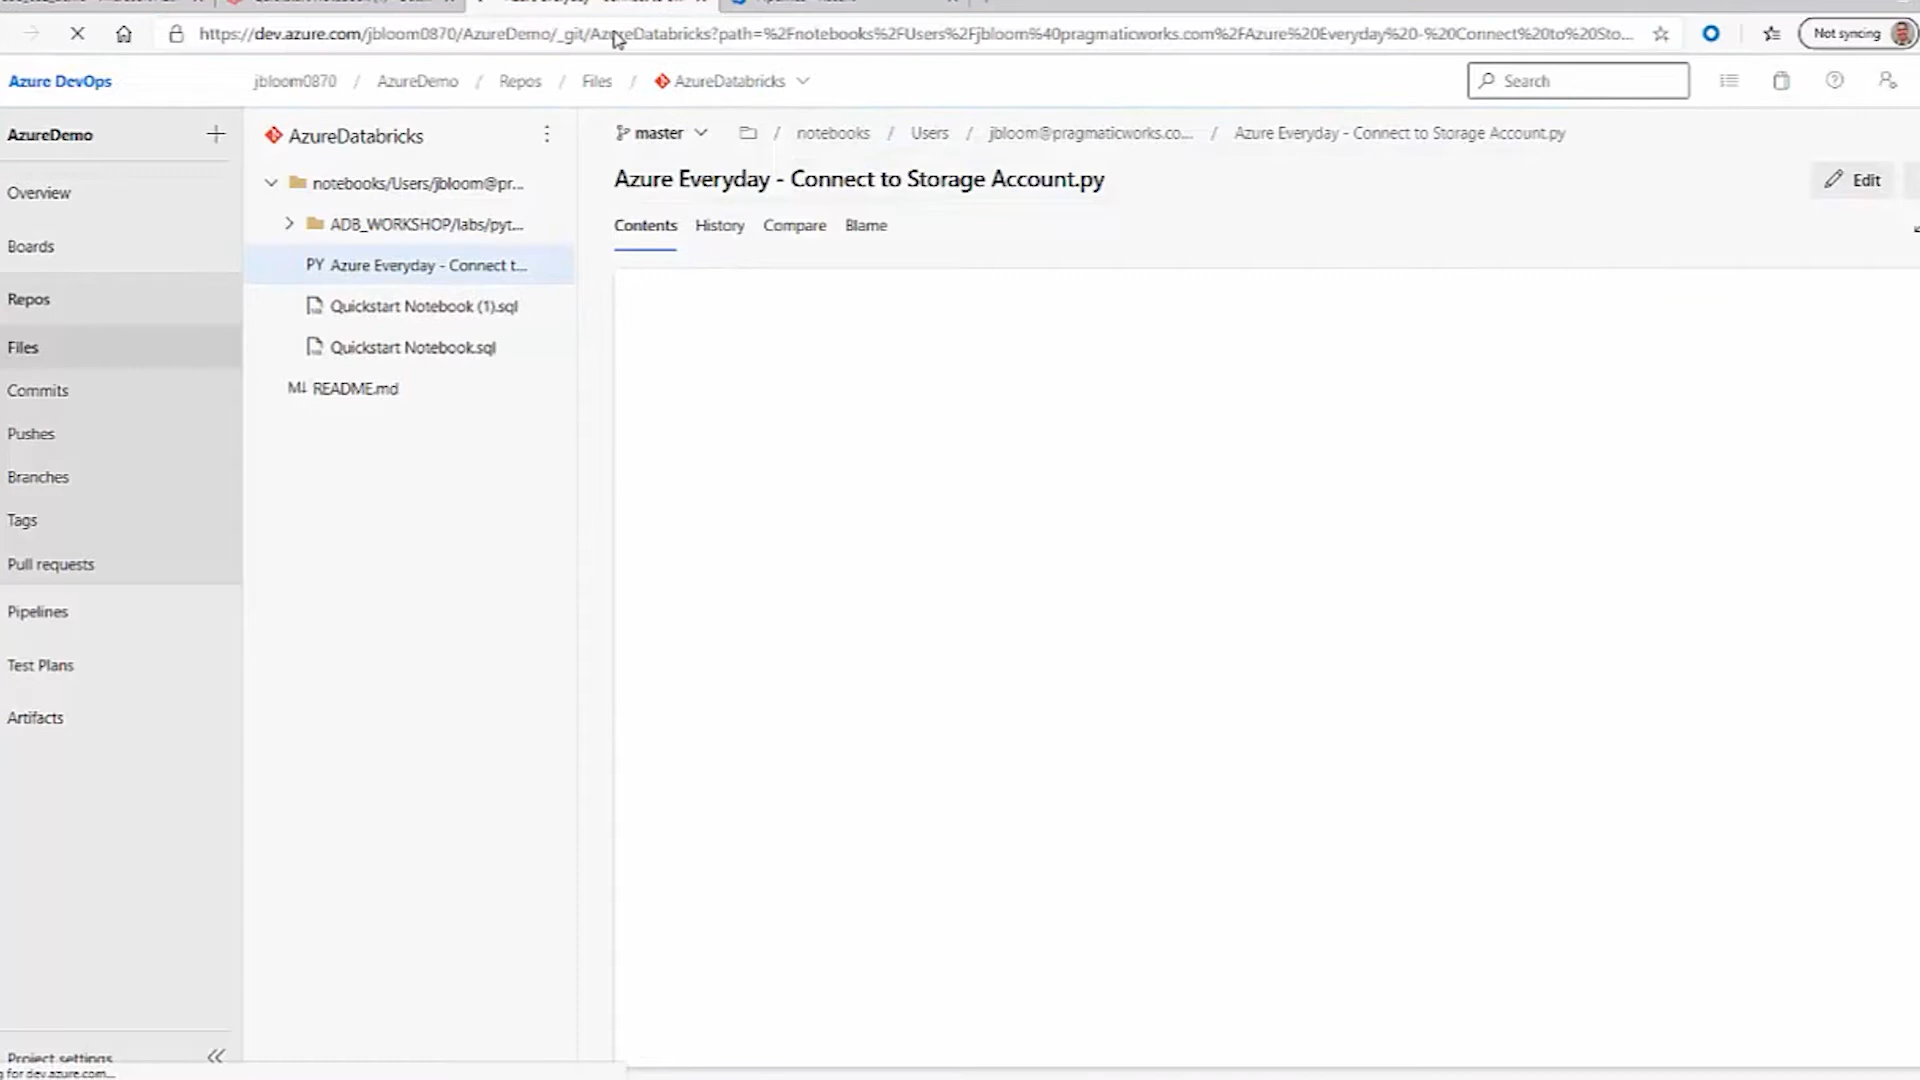 https://dev.azure.com/jbloom0870/AzureDemo/_git/AzureDatabricks?path=%2Fnotebooks%2FUsers%2Fjbloom%40pragmaticworks.com%2FAzure%20Everyday%20-%20Connect%20to%20Sto...
Not syncing
Azure DevOps
jbloom0870 / AzureDemo / Repos / Files / AzureDatabricks
Search
AzureDemo
Overview
Boards
Repos
Files
Commits
Pushes
Branches
Tags
Pull requests
Pipelines
Test Plans
Artifacts
Project settings
g for dev.azure.com...
AzureDatabricks
notebooks/Users/jbloom@pr...
ADB_WORKSHOP/labs/pyt...
PY Azure Everyday - Connect t...
Quickstart Notebook (1).sql
Quickstart Notebook.sql
M↓ README.md
master / notebooks / Users / jbloom@pragmaticworks.co... / Azure Everyday - Connect to Storage Account.py
Azure Everyday - Connect to Storage Account.py
Edit
Contents History Compare Blame